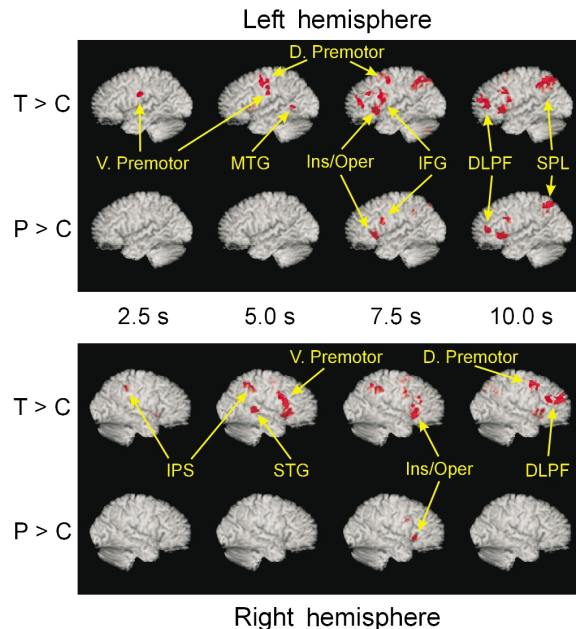 Left hemisphere
D. Premotor
T > C
V. Premotor MTG Ins/Oper IFG DLPF SPL
P > C
2.5 s 5.0 s 7.5 s 10.0 s
V. Premotor D. Premotor
T > C
IPS STG Ins/Oper DLPF
P > C
Right hemisphere